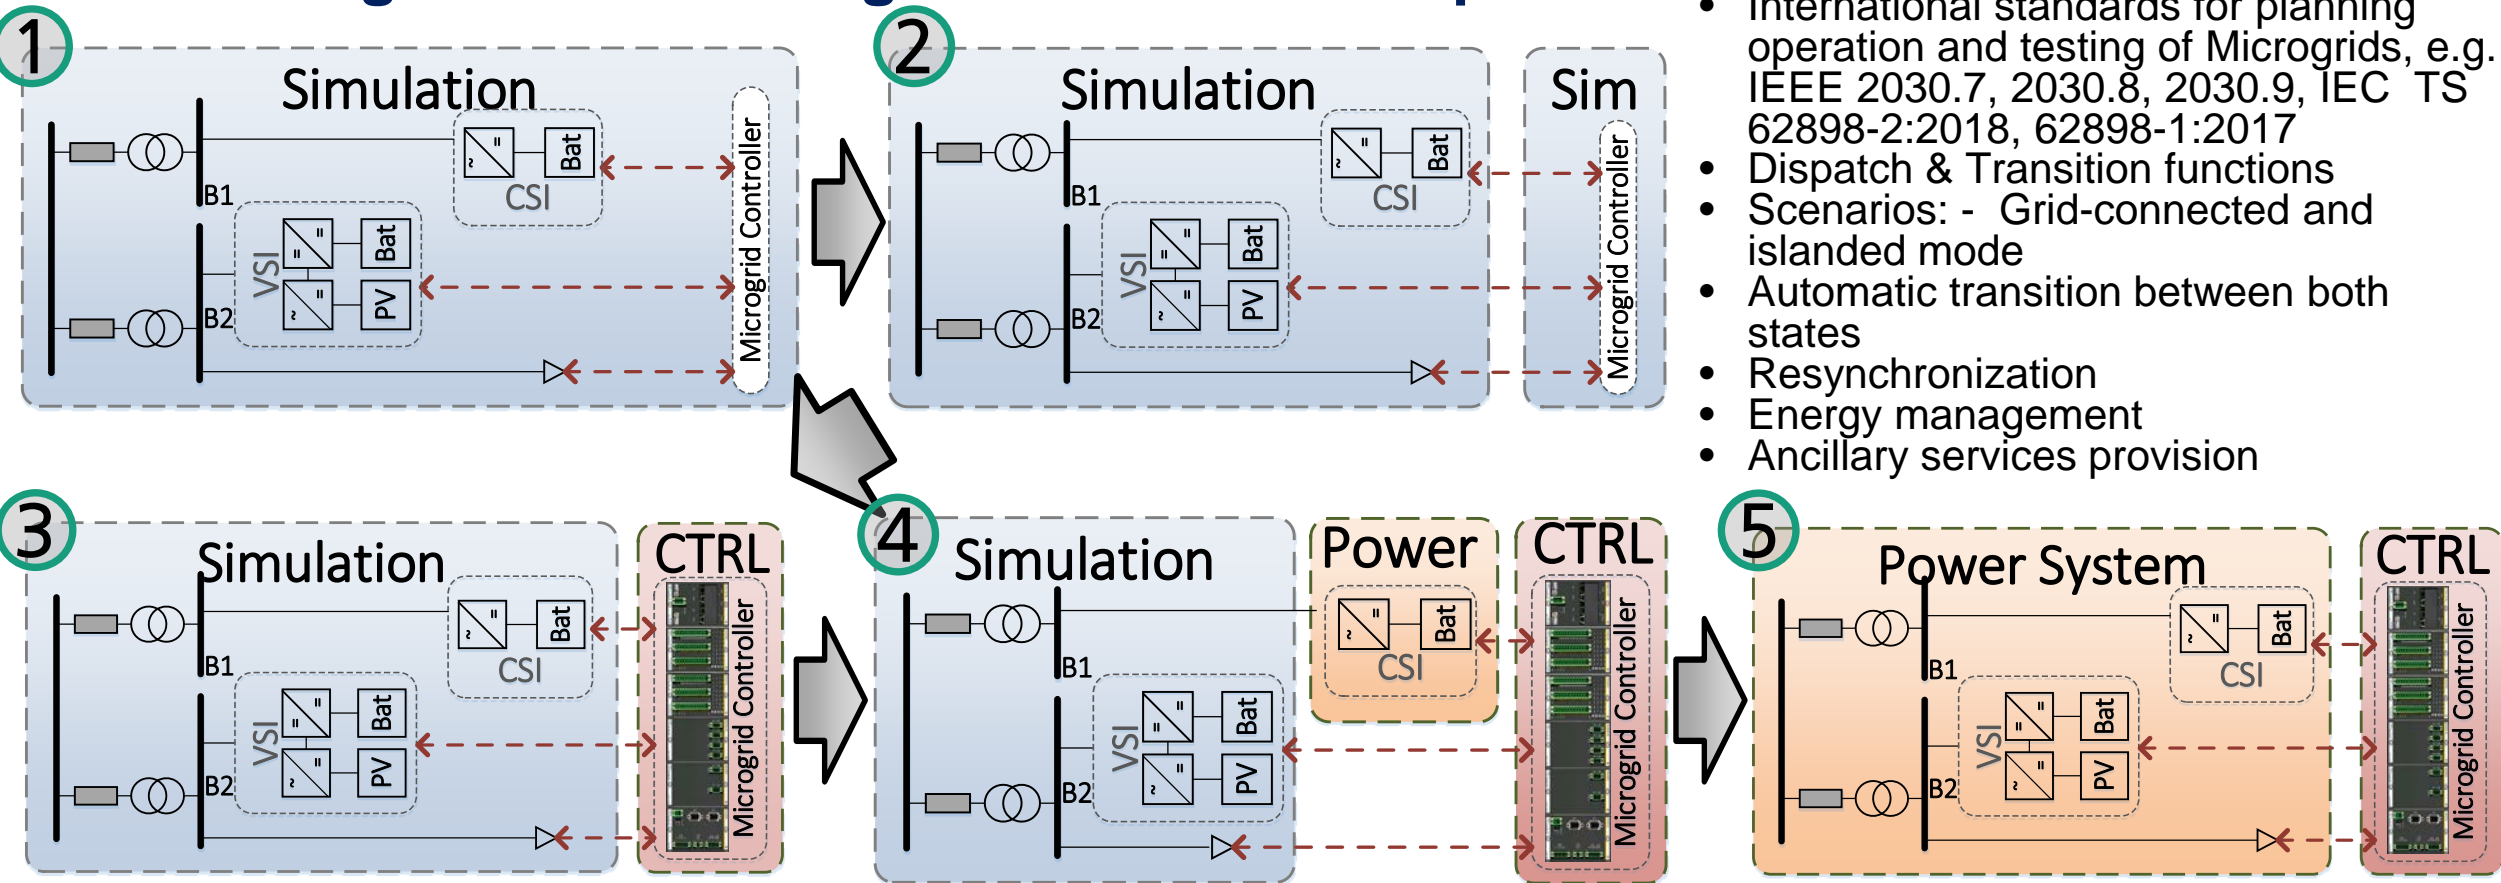 1
Simulation
Bat
CSI
B1
VSI
Bat
PV
B2
Microgrid Controller
2
Simulation
Bat
CSI
B1
VSI
Bat
PV
B2
Sim
Microgrid Controller
• International standards for planning
operation and testing of Microgrids, e.g.
IEEE 2030.7, 2030.8, 2030.9, IEC TS
62898-2:2018, 62898-1:2017
• Dispatch & Transition functions
• Scenarios: - Grid-connected and
islanded mode
• Automatic transition between both
states
• Resynchronization
• Energy management
• Ancillary services provision
3
Simulation
Bat
CSI
B1
VSI
Bat
PV
B2
CTRL
Microgrid Controller
4
Simulation
B1
VSI
Bat
PV
B2
Power
Bat
CSI
CTRL
Microgrid Controller
5
Power System
Bat
CSI
B1
VSI
Bat
PV
B2
CTRL
Microgrid Controller